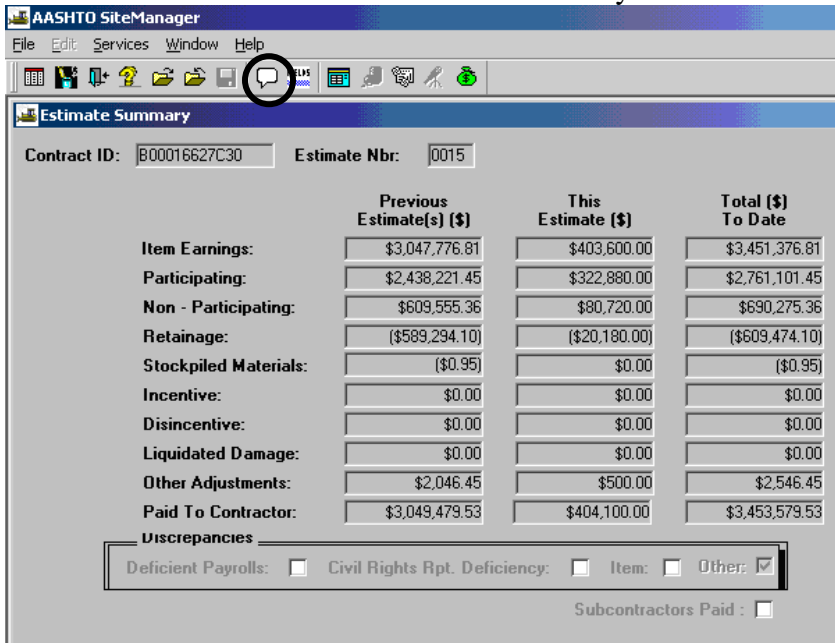 AASHTO SiteManager
File Edit Services Window Help
Estimate Summary
Contract ID: B00016627C30 Estimate Nbr: 0015
Previous Estimate(s) ($) This Estimate ($) Total ($) To Date
Item Earnings: $3,047,776.81 $403,600.00 $3,451,376.81
Participating: $2,438,221.45 $322,880.00 $2,761,101.45
Non - Participating: $609,555.36 $80,720.00 $690,275.36
Retainage: ($589,294.10) ($20,180.00) ($609,474.10)
Stockpiled Materials: ($0.95) $0.00 ($0.95)
Incentive: $0.00 $0.00 $0.00
Disincentive: $0.00 $0.00 $0.00
Liquidated Damage: $0.00 $0.00 $0.00
Other Adjustments: $2,046.45 $500.00 $2,546.45
Paid To Contractor: $3,049,479.53 $404,100.00 $3,453,579.53
Discrepancies
Deficient Payrolls: Civil Rights Rpt. Deficiency: Item: Other:
Subcontractors Paid :